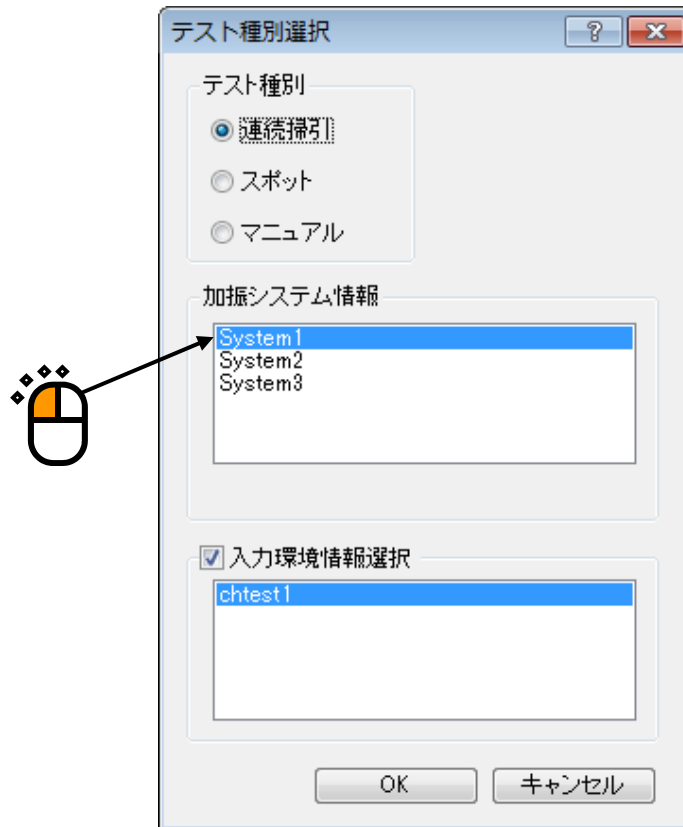 テスト種別選択
テスト種別
連続掃引
スポット
マニュアル
加振システム情報
System1
System2
System3
入力環境情報選択
chtest1
OK
キャンセル